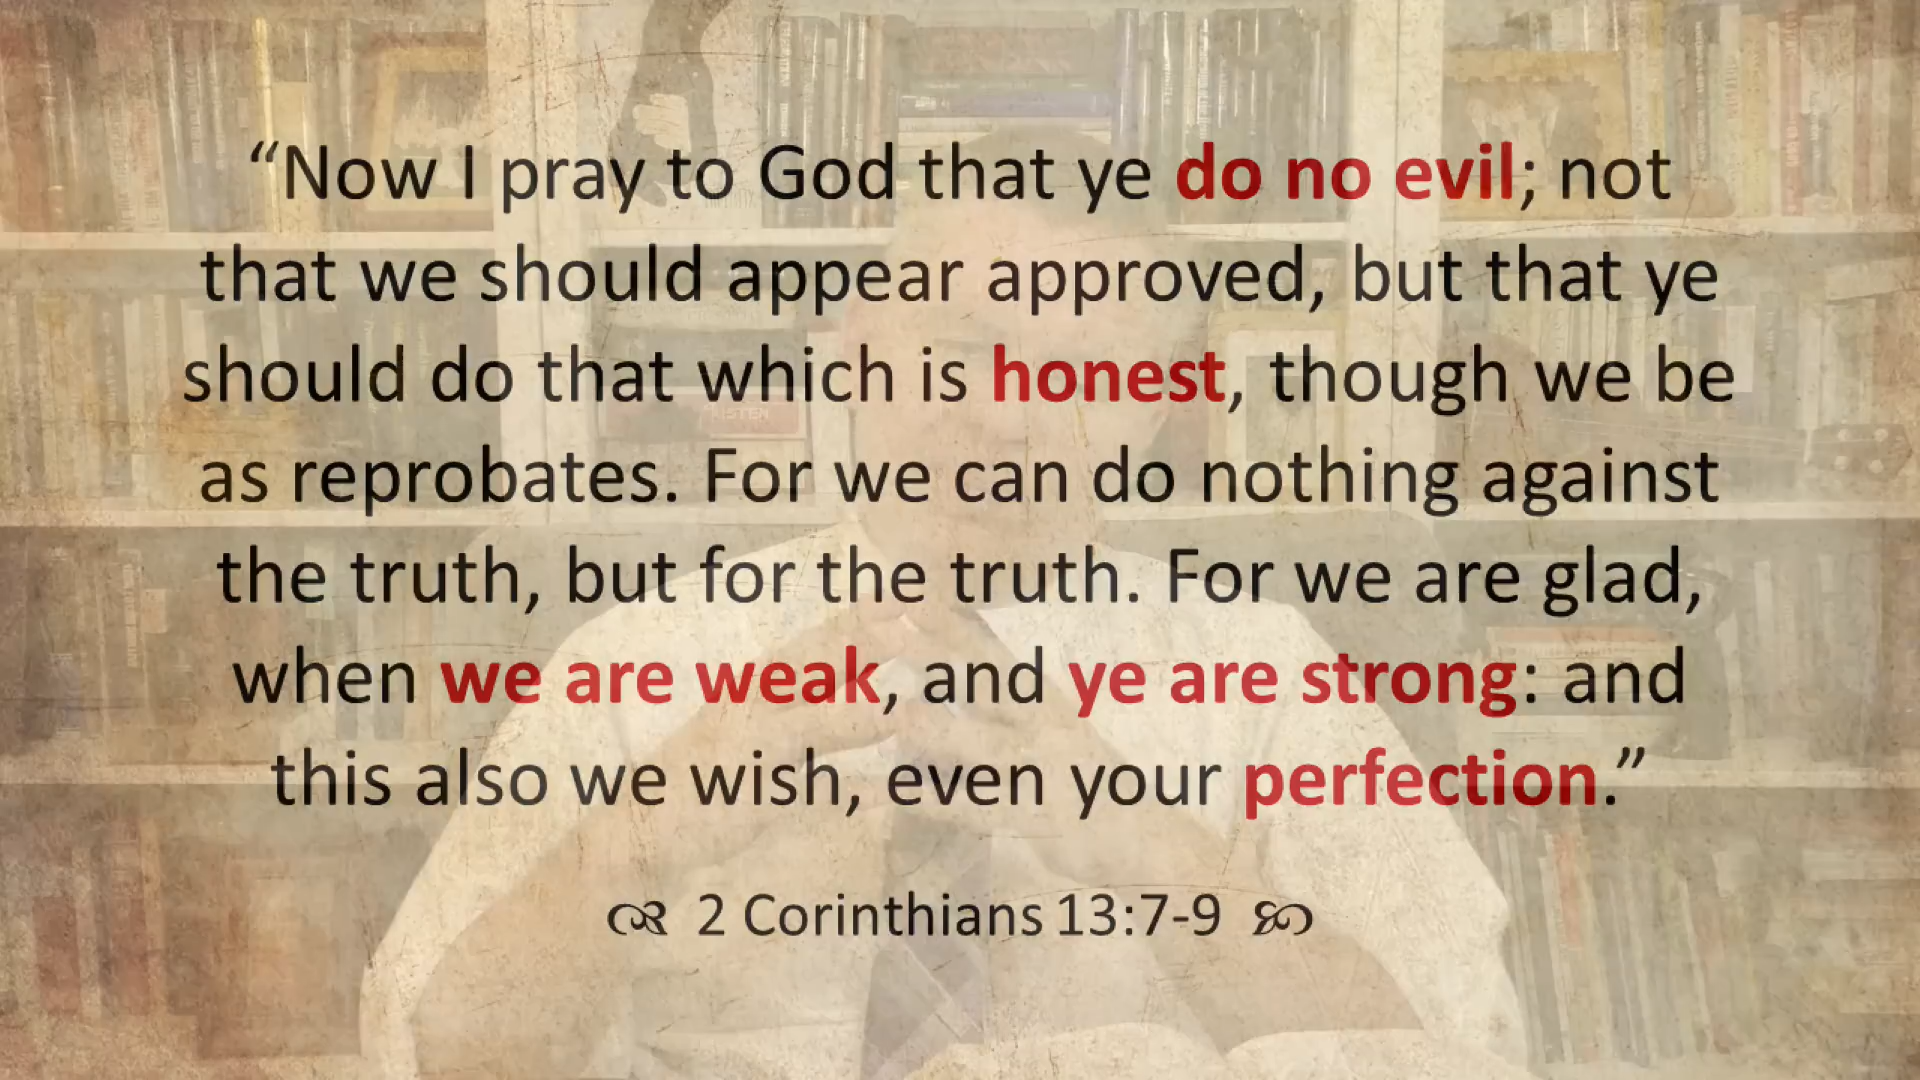 “Now I pray to God that ye do no evil; not
that we should appear approved, but that ye
should do that which is honest, though we be
as reprobates. For we can do nothing against
the truth, but for the truth. For we are glad,
when we are weak, and ye are strong: and
this also we wish, even your perfection.”
2 Corinthians 13:7-9